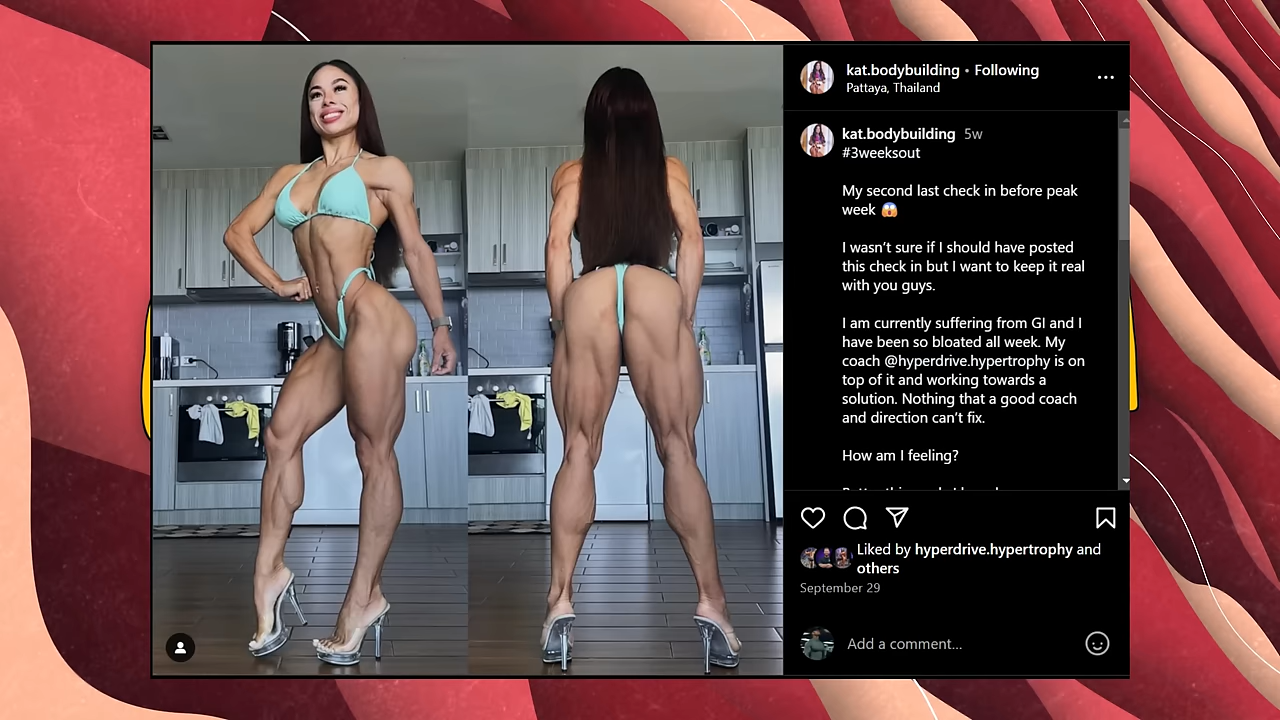 kat.bodybuilding • Following
Pattaya, Thailand
kat.bodybuilding 5w
#3weeksout
My second last check in before peak
week 😱
I wasn't sure if I should have posted
this check in but I want to keep it real
with you guys.
I am currently suffering from GI and I
have been so bloated all week. My
coach @hyperdrive.hypertrophy is on
top of it and working towards a
solution. Nothing that a good coach
and direction can't fix.
How am I feeling?
Liked by hyperdrive.hypertrophy and
others
September 29
Add a comment...